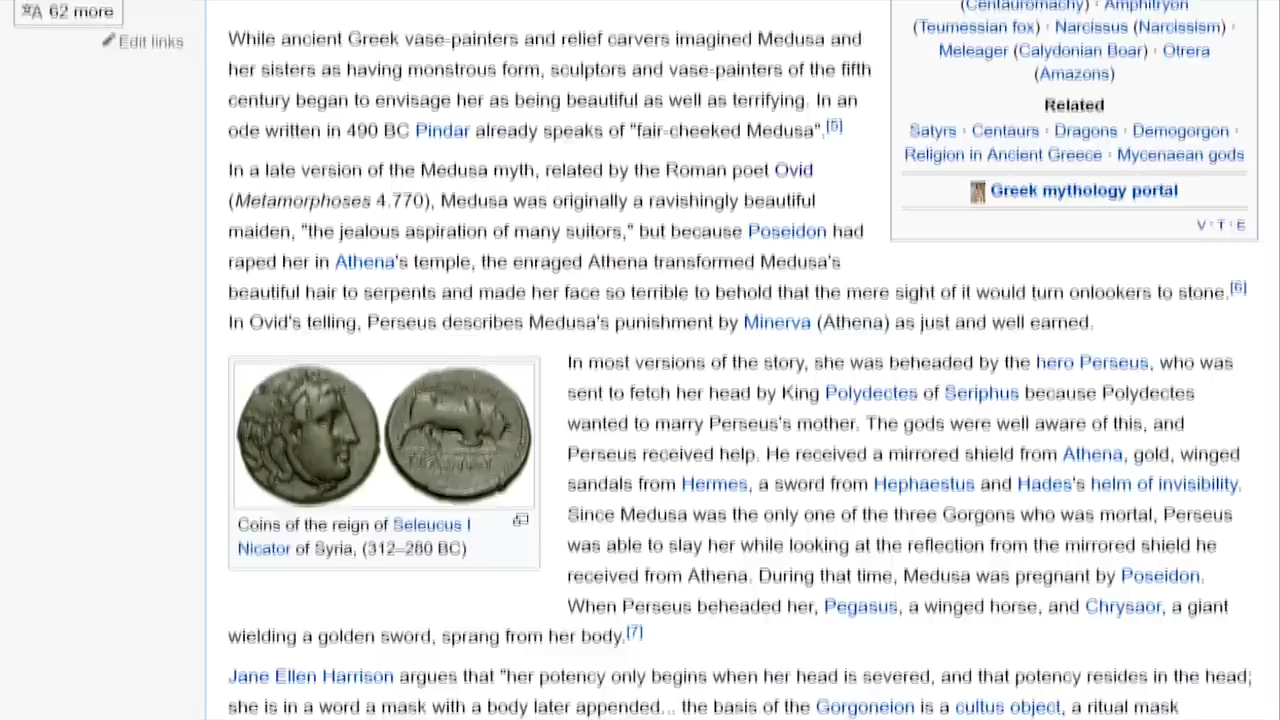 62 more
Edit links
While ancient Greek vase-painters and relief carvers imagined Medusa and
her sisters as having monstrous form, sculptors and vase-painters of the fifth
century began to envisage her as being beautiful as well as terrifying. In an
ode written in 490 BC Pindar already speaks of "fair-cheeked Medusa".[5]
In a late version of the Medusa myth, related by the Roman poet Ovid
(Metamorphoses 4.770), Medusa was originally a ravishingly beautiful
maiden, "the jealous aspiration of many suitors," but because Poseidon had
raped her in Athena's temple, the enraged Athena transformed Medusa's
beautiful hair to serpents and made her face so terrible to behold that the mere sight of it would turn onlookers to stone.[6]
In Ovid's telling, Perseus describes Medusa's punishment by Minerva (Athena) as just and well earned.
(Centauromachy) · Amphitryon
(Teumessian fox) · Narcissus (Narcissism) ·
Meleager (Calydonian Boar) · Otrera
(Amazons)
Related
Satyrs · Centaurs · Dragons · Demogorgon ·
Religion in Ancient Greece · Mycenaean gods
Greek mythology portal
V · T · E
Coins of the reign of Seleucus I
Nicator of Syria, (312–280 BC)
In most versions of the story, she was beheaded by the hero Perseus, who was
sent to fetch her head by King Polydectes of Seriphus because Polydectes
wanted to marry Perseus's mother. The gods were well aware of this, and
Perseus received help. He received a mirrored shield from Athena, gold, winged
sandals from Hermes, a sword from Hephaestus and Hades's helm of invisibility.
Since Medusa was the only one of the three Gorgons who was mortal, Perseus
was able to slay her while looking at the reflection from the mirrored shield he
received from Athena. During that time, Medusa was pregnant by Poseidon.
When Perseus beheaded her, Pegasus, a winged horse, and Chrysaor, a giant
wielding a golden sword, sprang from her body.[7]
Jane Ellen Harrison argues that "her potency only begins when her head is severed, and that potency resides in the head;
she is in a word a mask with a body later appended... the basis of the Gorgoneion is a cultus object, a ritual mask